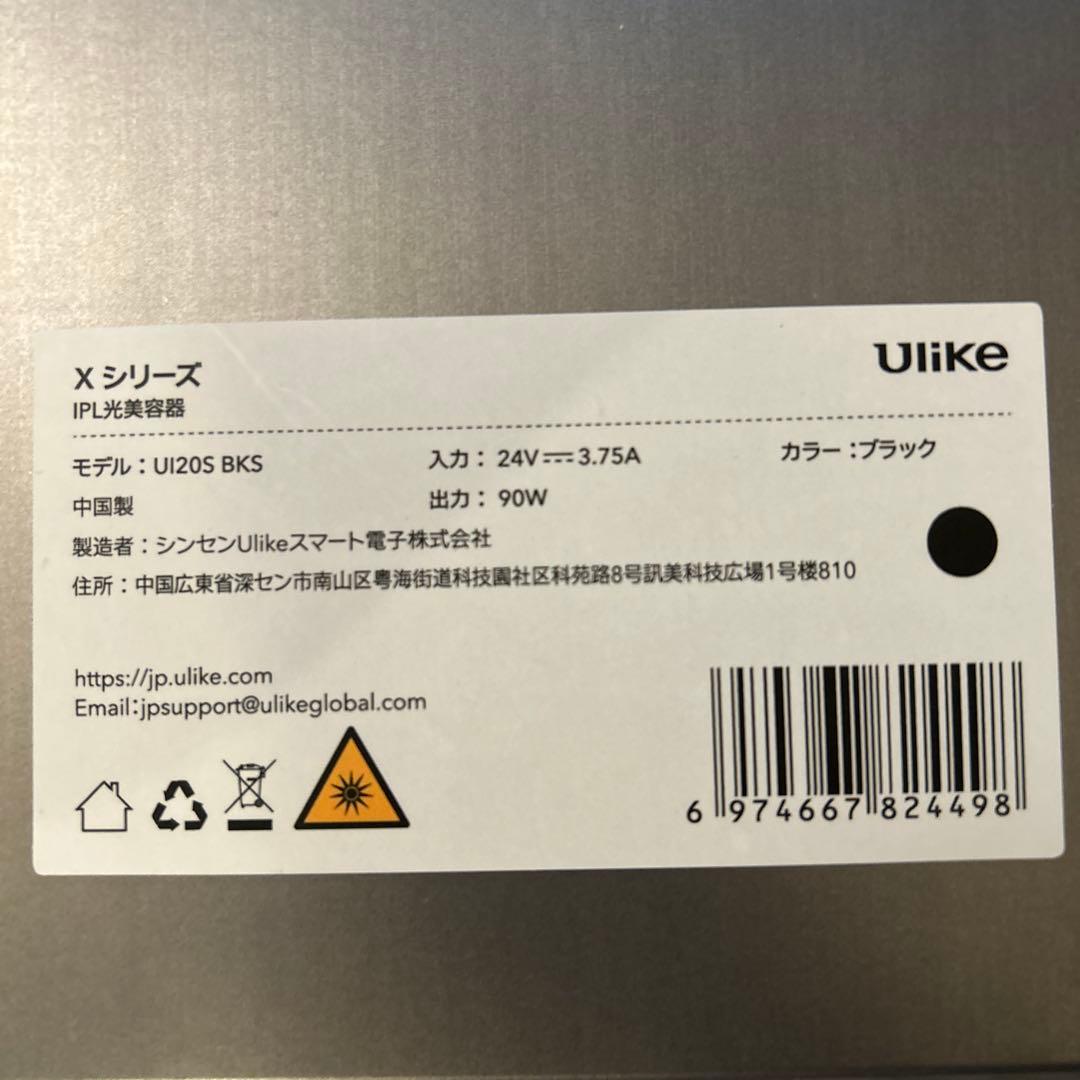 X シリーズ
Ulike
IPL光美容器
モデル：UI20S BKS
入力： 24V⎓3.75A
カラー：ブラック
中国製
出力： 90W
製造者：シンセンUlikeスマート電子株式会社
住所：中国広東省深セン市南山区粤海街道科技園社区科苑路8号訊美科技広場1号楼810
https://jp.ulike.com
Email:jpsupport@ulikeglobal.com
6 974667 824498